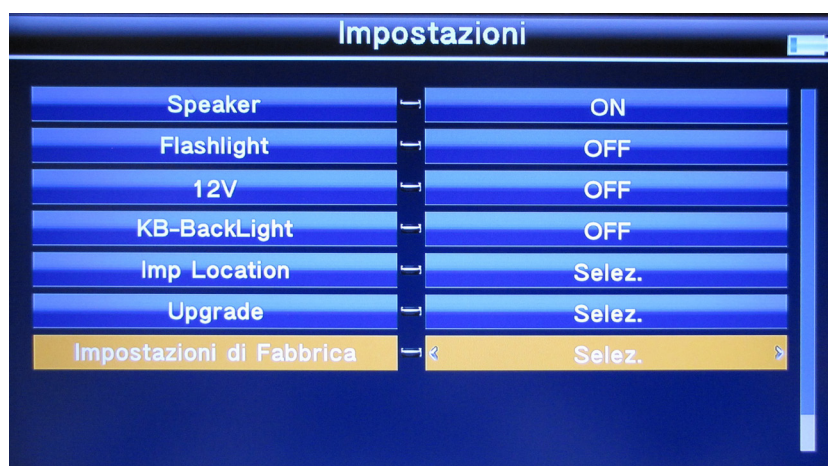 Impostazioni
Speaker ON
Flashlight OFF
12V OFF
KB-BackLight OFF
Imp Location Selez.
Upgrade Selez.
Impostazioni di Fabbrica Selez.